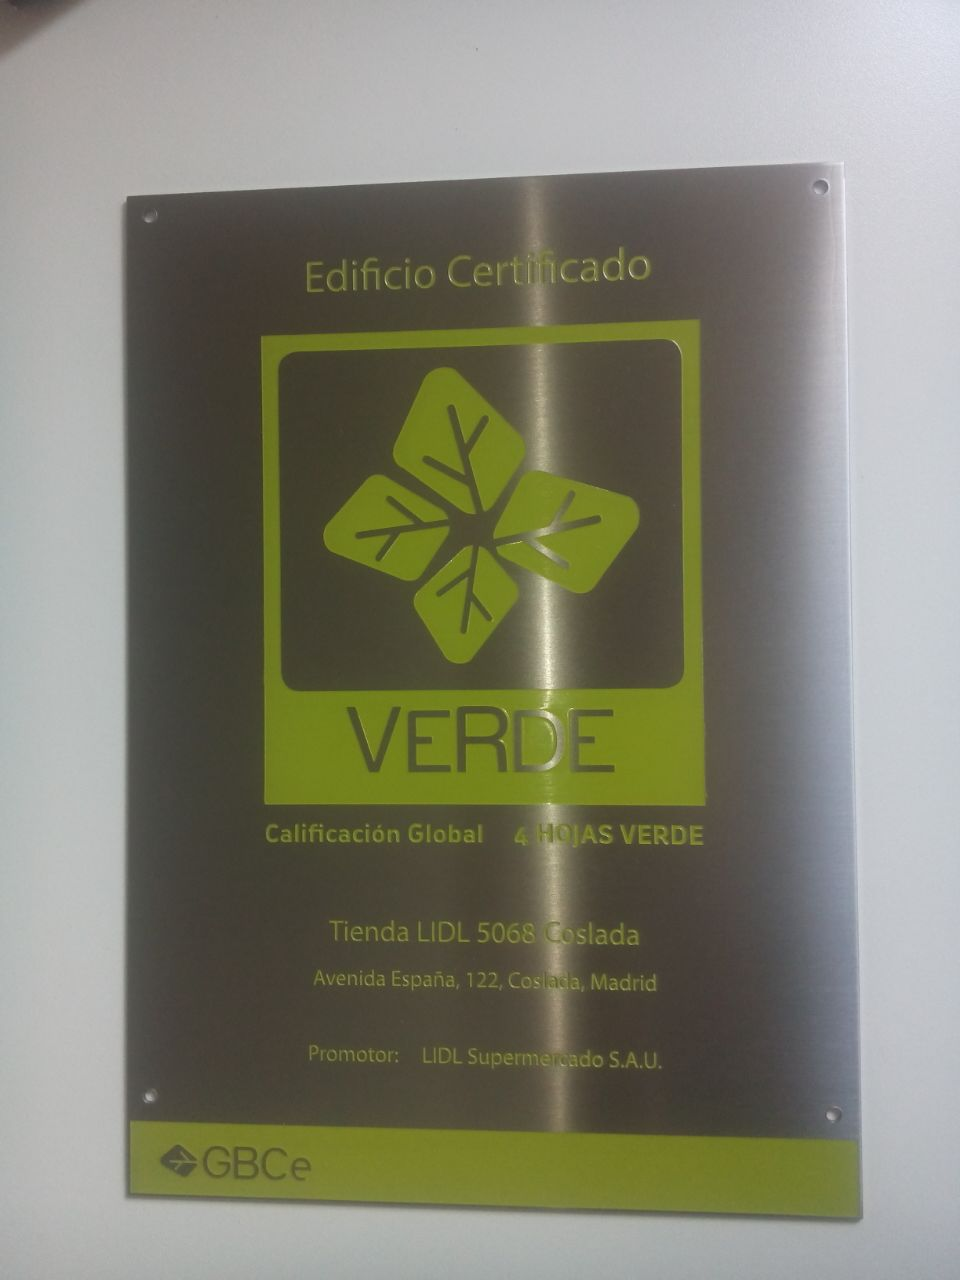 Edificio Certificado
VERDE
Calificación Global 4 HOJAS VERDE
Tienda LIDL 5068 Coslada
Avenida España, 122, Coslada, Madrid
Promotor: LIDL Supermercado S.A.U.
GBCe